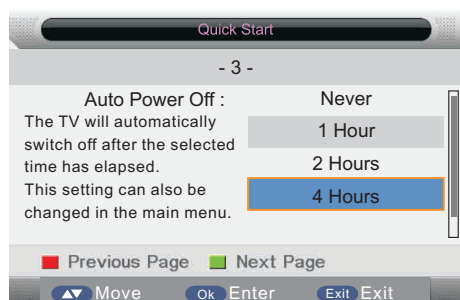 Quick Start
- 3 -
Auto Power Off :
The TV will automatically
switch off after the selected
time has elapsed.
This setting can also be
changed in the main menu.
Never
1 Hour
2 Hours
4 Hours
Previous Page Next Page
Move Ok Enter Exit Exit